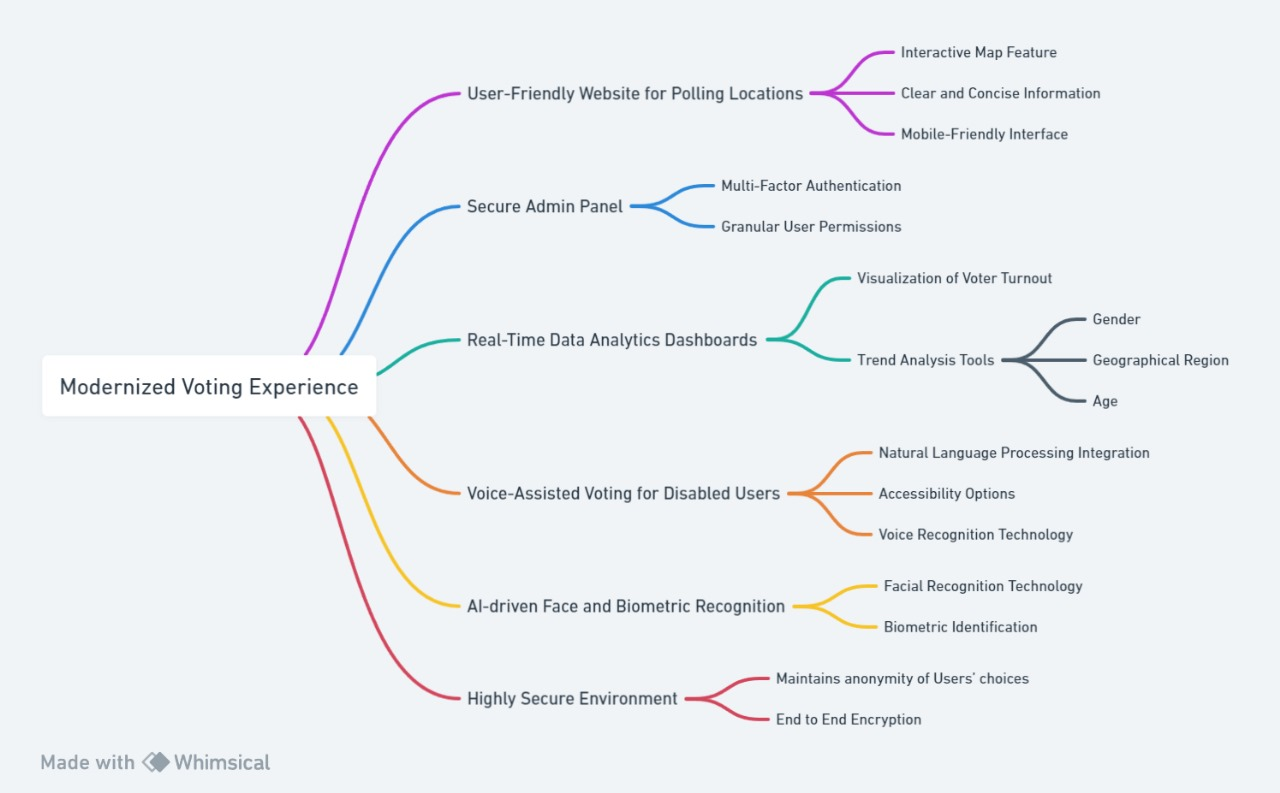 Modernized Voting Experience
User-Friendly Website for Polling Locations
Interactive Map Feature
Clear and Concise Information
Mobile-Friendly Interface
Secure Admin Panel
Multi-Factor Authentication
Granular User Permissions
Real-Time Data Analytics Dashboards
Visualization of Voter Turnout
Trend Analysis Tools
Gender
Geographical Region
Age
Voice-Assisted Voting for Disabled Users
Natural Language Processing Integration
Accessibility Options
Voice Recognition Technology
AI-driven Face and Biometric Recognition
Facial Recognition Technology
Biometric Identification
Highly Secure Environment
Maintains anonymity of Users’ choices
End to End Encryption
Made with Whimsical